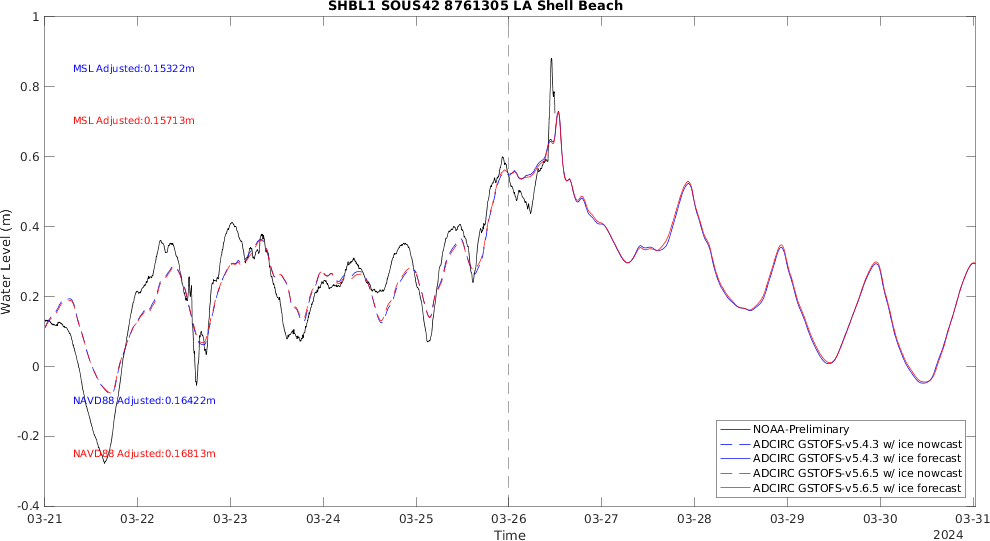 SHBL1 SOUS42 8761305 LA Shell Beach
1
0.8
0.6
0.4
0.2
0
-0.2
-0.4
Water Level (m)
MSL Adjusted:0.15322m
MSL Adjusted:0.15713m
NAVD88 Adjusted:0.16422m
NAVD88 Adjusted:0.16813m
NOAA-Preliminary
ADCIRC GSTOFS-v5.4.3 w/ ice nowcast
ADCIRC GSTOFS-v5.4.3 w/ ice forecast
ADCIRC GSTOFS-v5.6.5 w/ ice nowcast
ADCIRC GSTOFS-v5.6.5 w/ ice forecast
03-21 03-22 03-23 03-24 03-25 03-26 03-27 03-28 03-29 03-30 03-31
Time
2024